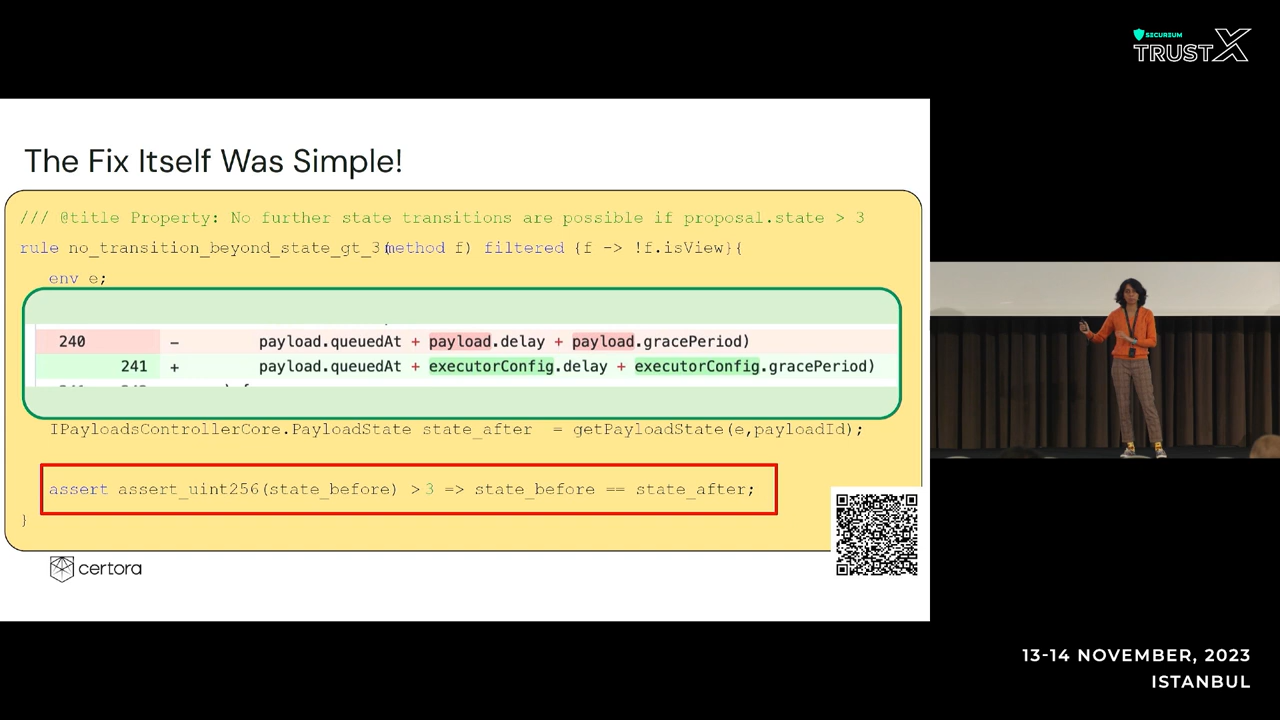 SECUREUM
TRUSTX
The Fix Itself Was Simple!
/// @title Property: No further state transitions are possible if proposal.state > 3
rule no_transition_beyond_state_gt_3(method f) filtered {f -> !f.isView}{
env e;
240 - payload.queuedAt + payload.delay + payload.gracePeriod)
241 + payload.queuedAt + executorConfig.delay + executorConfig.gracePeriod)
IPayloadsControllerCore.PayloadState state_after = getPayloadState(e,payloadId);
assert assert_uint256(state_before) >3 => state_before == state_after;
}
certora
13-14 NOVEMBER, 2023
ISTANBUL